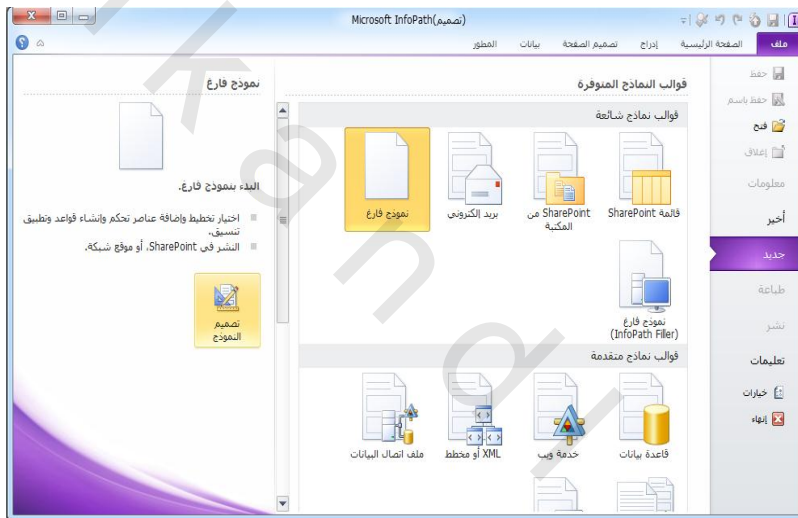 Microsoft InfoPath(تصميم)
ملف
الصفحة الرئيسية
إدراج
تصميم الصفحة
بيانات
المطور
حفظ
حفظ باسم
فتح
إغلاق
معلومات
أخير
جديد
طباعة
نشر
تعليمات
خيارات
إنهاء
قوالب النماذج المتوفرة
قوالب نماذج شائعة
قائمة SharePoint
SharePoint من
المكتبة
بريد إلكتروني
نموذج فارغ
نموذج فارغ
(InfoPath Filler)
قوالب نماذج متقدمة
قاعدة بيانات
خدمة ويب
XML أو مخطط
ملف اتصال البيانات
نموذج فارغ
البدء بنموذج فارغ.
اختيار تخطيط وإضافة عناصر تحكم وإنشاء قواعد وتطبيق
تنسيق.
النشر في SharePoint، أو موقع شبكة.
تصميم
النموذج